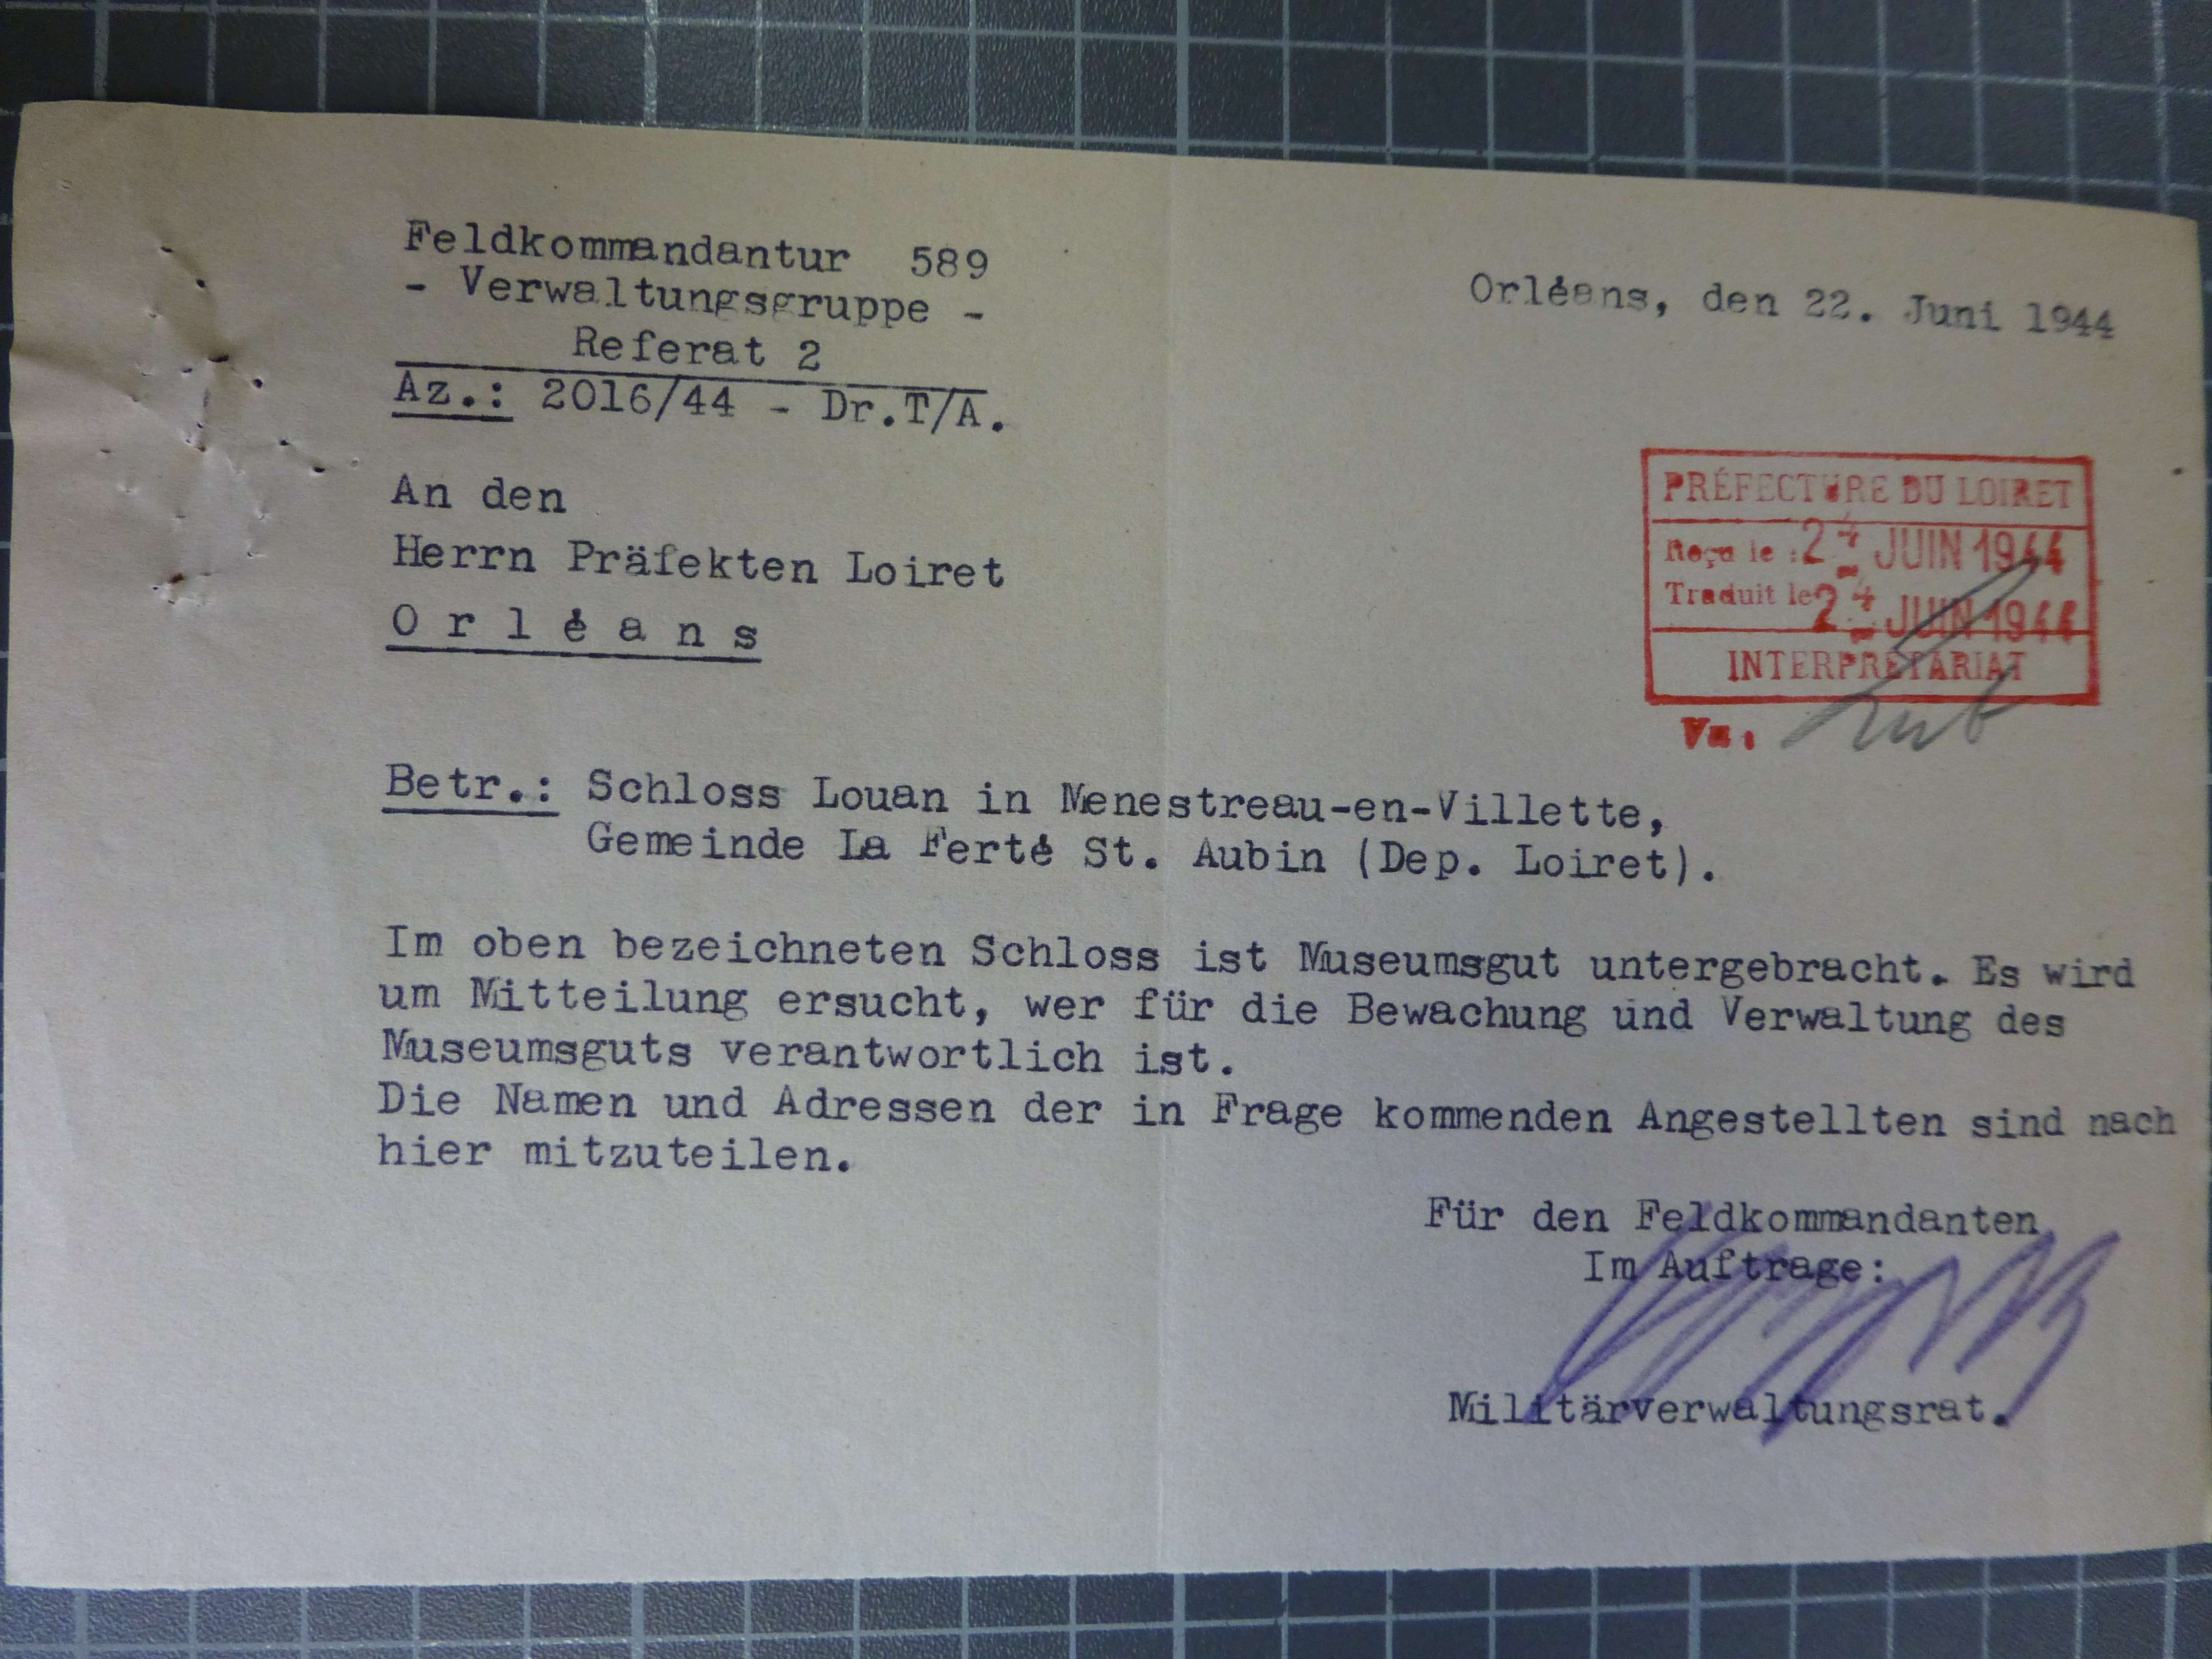 Feldkommandantur 589
- Verwaltungsgruppe -
Referat 2
Az.: 2016/44 - Dr.T/A.
Orléans, den 22. Juni 1944
An den
Herrn Präfekten Loiret
Orléans
PRÉFECTURE DU LOIRET
Reçu le : 24 JUIN 1944
Traduit le 24 JUIN 1944
INTERPRÉTARIAT
Vu :
Betr.: Schloss Louan in Menestreau-en-Villette,
Gemeinde La Ferté St. Aubin (Dep. Loiret).
Im oben bezeichneten Schloss ist Museumsgut untergebracht. Es wird
um Mitteilung ersucht, wer für die Bewachung und Verwaltung des
Museumsguts verantwortlich ist.
Die Namen und Adressen der in Frage kommenden Angestellten sind nach
hier mitzuteilen.
Für den Feldkommandanten
Im Auftrage:
Militärverwaltungsrat.